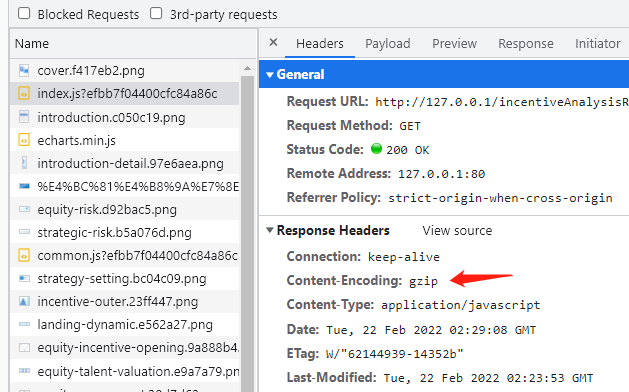 Blocked Requests 3rd-party requests
Name
cover.f417eb2.png
index.js?efbb7f04400cfc84a86c
introduction.c050c19.png
echarts.min.js
introduction-detail.97e6aea.png
%E4%BC%81%E4%B8%9A%E7%8E
equity-risk.d92bac5.png
strategic-risk.b5a076d.png
common.js?efbb7f04400cfc84a86c
strategy-setting.bc04c09.png
incentive-outer.23ff447.png
landing-dynamic.e562a27.png
equity-incentive-opening.9a888b4.
equity-talent-valuation.e9a7a79.png
× Headers Payload Preview Response Initiator
General
Request URL: http://127.0.0.1/incentiveAnalysisR
Request Method: GET
Status Code: 200 OK
Remote Address: 127.0.0.1:80
Referrer Policy: strict-origin-when-cross-origin
Response Headers View source
Connection: keep-alive
Content-Encoding: gzip
Content-Type: application/javascript
Date: Tue, 22 Feb 2022 02:29:08 GMT
ETag: W/"62144939-14352b"
Last-Modified: Tue, 22 Feb 2022 02:23:53 GMT